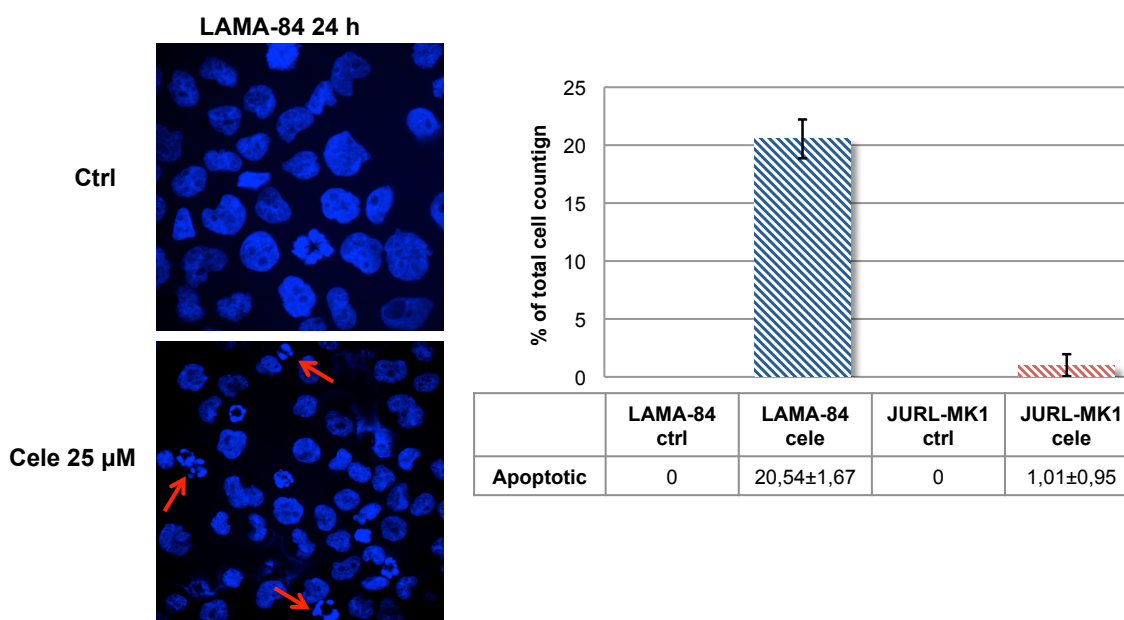 LAMA-84 24 h
Ctrl
Cele 25 µM
% of total cell countign
25
20
15
10
5
0
LAMA-84 ctrl
LAMA-84 cele
JURL-MK1 ctrl
JURL-MK1 cele
Apoptotic
0
20,54±1,67
0
1,01±0,95